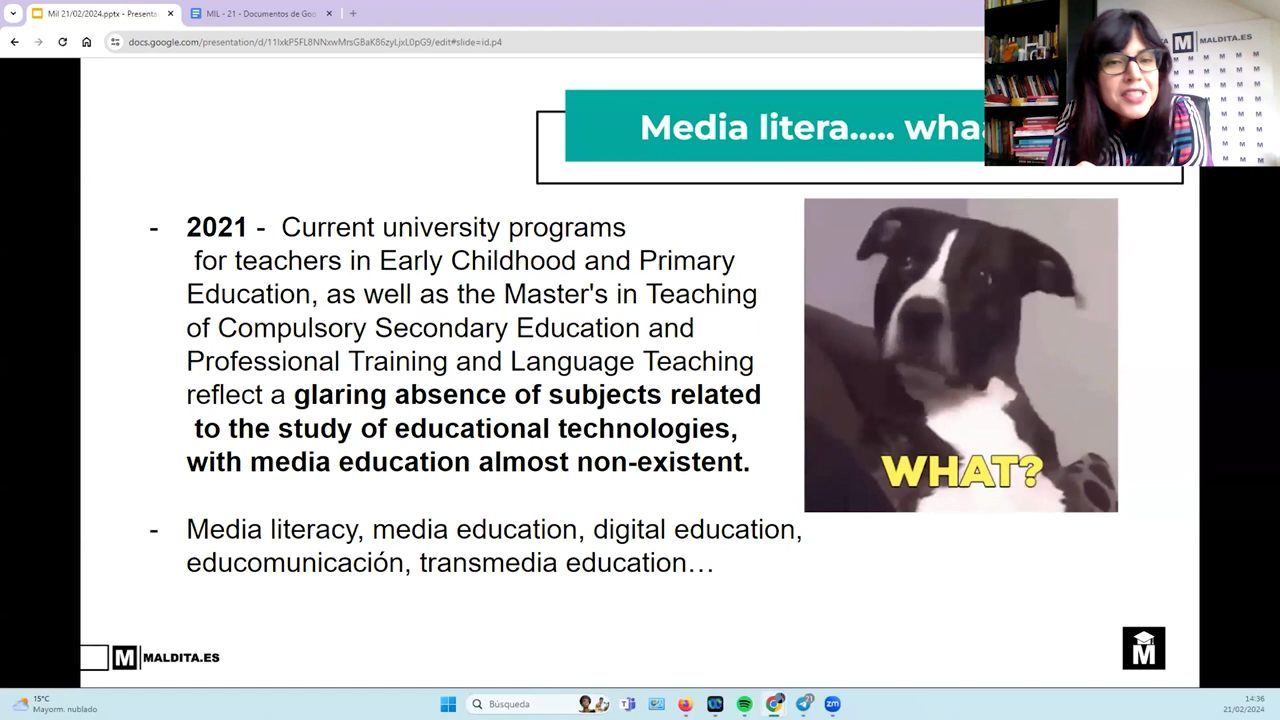 Mil 21/02/2024.pptx - Presenta
MIL - 21 - Documentos de Goo
docs.google.com/presentation/d/11IxkP5FL8NNxwMrsGBaK86zyLjxL0pG9/edit#slide=id.p4
MALDITA.ES
Media litera..... wha
- 2021 - Current university programs
for teachers in Early Childhood and Primary
Education, as well as the Master's in Teaching
of Compulsory Secondary Education and
Professional Training and Language Teaching
reflect a glaring absence of subjects related
to the study of educational technologies,
with media education almost non-existent.
WHAT?
- Media literacy, media education, digital education,
educomunicación, transmedia education…
M MALDITA.ES
M
15°C
Mayorm. nublado
Búsqueda
21
zm
14:36
21/02/2024